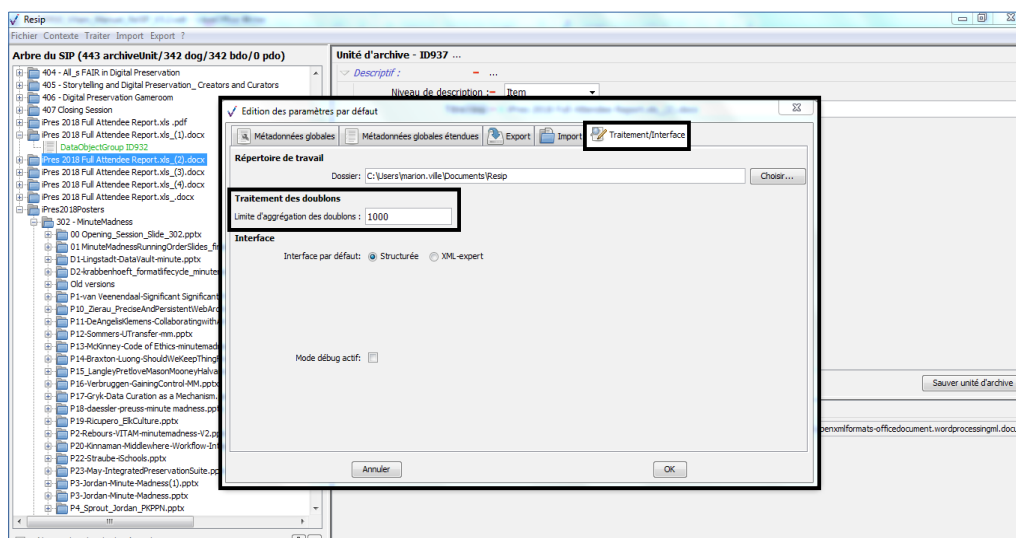 Resip
Fichier Contexte Traiter Import Export ?
Arbre du SIP (443 archiveUnit/342 dog/342 bdo/0 pdo)
404 - All_s FAIR in Digital Preservation
405 - Storytelling and Digital Preservation_ Creators and Curators
406 - Digital Preservation Gameroom
407 Closing Session
iPres 2018 Full Attendee Report.xls .pdf
iPres 2018 Full Attendee Report.xls_(1).docx
DataObjectGroup ID932
iPres 2018 Full Attendee Report.xls_(2).docx
iPres 2018 Full Attendee Report.xls_(3).docx
iPres 2018 Full Attendee Report.xls_(4).docx
iPres 2018 Full Attendee Report.xls_.docx
iPres2018Posters
302 - MinuteMadness
00 Opening_Session_Slide_302.pptx
01 MinuteMadnessRunningOrderSlides_fi
D1-Lingstadt-DataVault-minute.pptx
D2-krabbenhoeft_formatlifecycle_minute
Old versions
P1-van Veenendaal-Significant Significant
P10_Zierau_PreciseAndPersistentWebAr
P11-DeAngelisKlemens-Collaboratingwith
P12-Sommers-UTransfer-mm.pptx
P13-McKinney-Code of Ethics-minutemad
P14-Braxton-Luong-ShouldWeKeepThing
P15_LangleyPretloveMasonMooneyHalva
P16-Verbruggen-GainingControl-MM.pptx
P17-Gryk-Data Curation as a Mechanism.
P18-daessler-preuss-minute madness.ppt
P19-Ricupero_ElkCulture.pptx
P2-Rebours-VITAM-minutemadness-V2.pp
P20-Kinnaman-Middlewhere-Workflow-Int
P22-Straube-iSchools.pptx
P23-May-IntegratedPreservationSuite.pp
P3-Jordan-Minute-Madness(1).pptx
P3-Jordan-Minute-Madness.pptx
P4_Sprout_Jordan_PKPPN.pptx
Unité d'archive - ID937 ...
Descriptif : - ...
Niveau de description :- Item
Edition des paramètres par défaut
Métadonnées globales Métadonnées globales étendues Export Import Traitement/Interface
Répertoire de travail
Dossier: C:\Users\marion.ville\Documents\Resip Choisir...
Traitement des doublons
Limite d'aggrégation des doublons : 1000
Interface
Interface par défaut: Structurée XML-expert
Mode débug actif:
Annuler OK
Sauver unité d'archive
penxmlformats-officedocument.wordprocessingml.docu